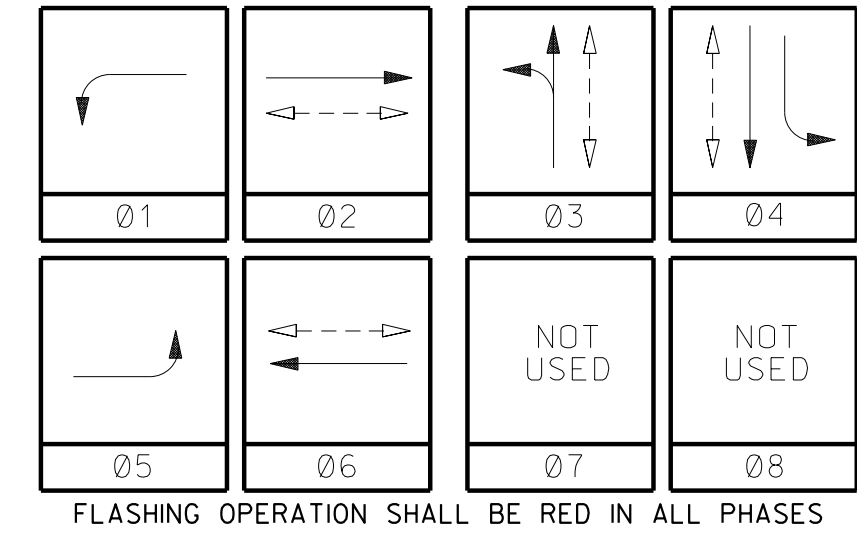 Ø1
Ø2
Ø3
Ø4
NOT
USED
NOT
USED
Ø5
Ø6
Ø7
Ø8
FLASHING OPERATION SHALL BE RED IN ALL PHASES